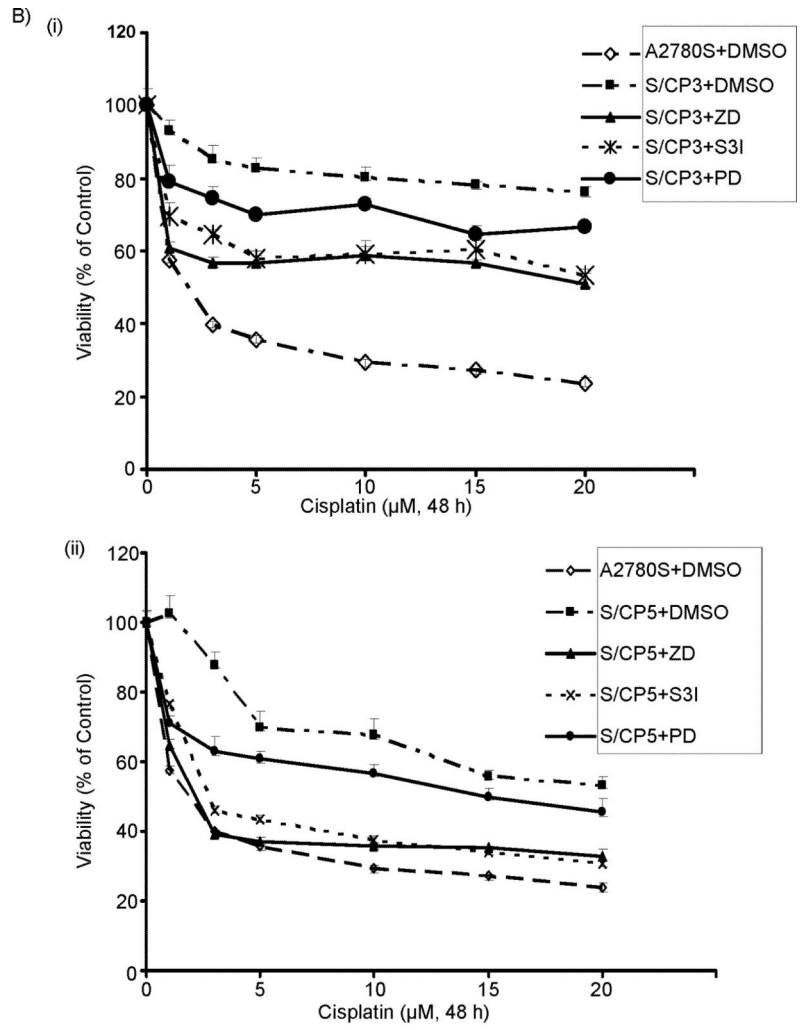 B)
(i)
120
100
80
60
40
20
0
Viability (% of Control)
0
5
10
15
20
Cisplatin (µM, 48 h)
A2780S+DMSO
S/CP3+DMSO
S/CP3+ZD
S/CP3+S3I
S/CP3+PD
(ii)
120
100
80
60
40
20
0
Viability (% of Control)
0
5
10
15
20
Cisplatin (µM, 48 h)
A2780S+DMSO
S/CP5+DMSO
S/CP5+ZD
S/CP5+S3I
S/CP5+PD